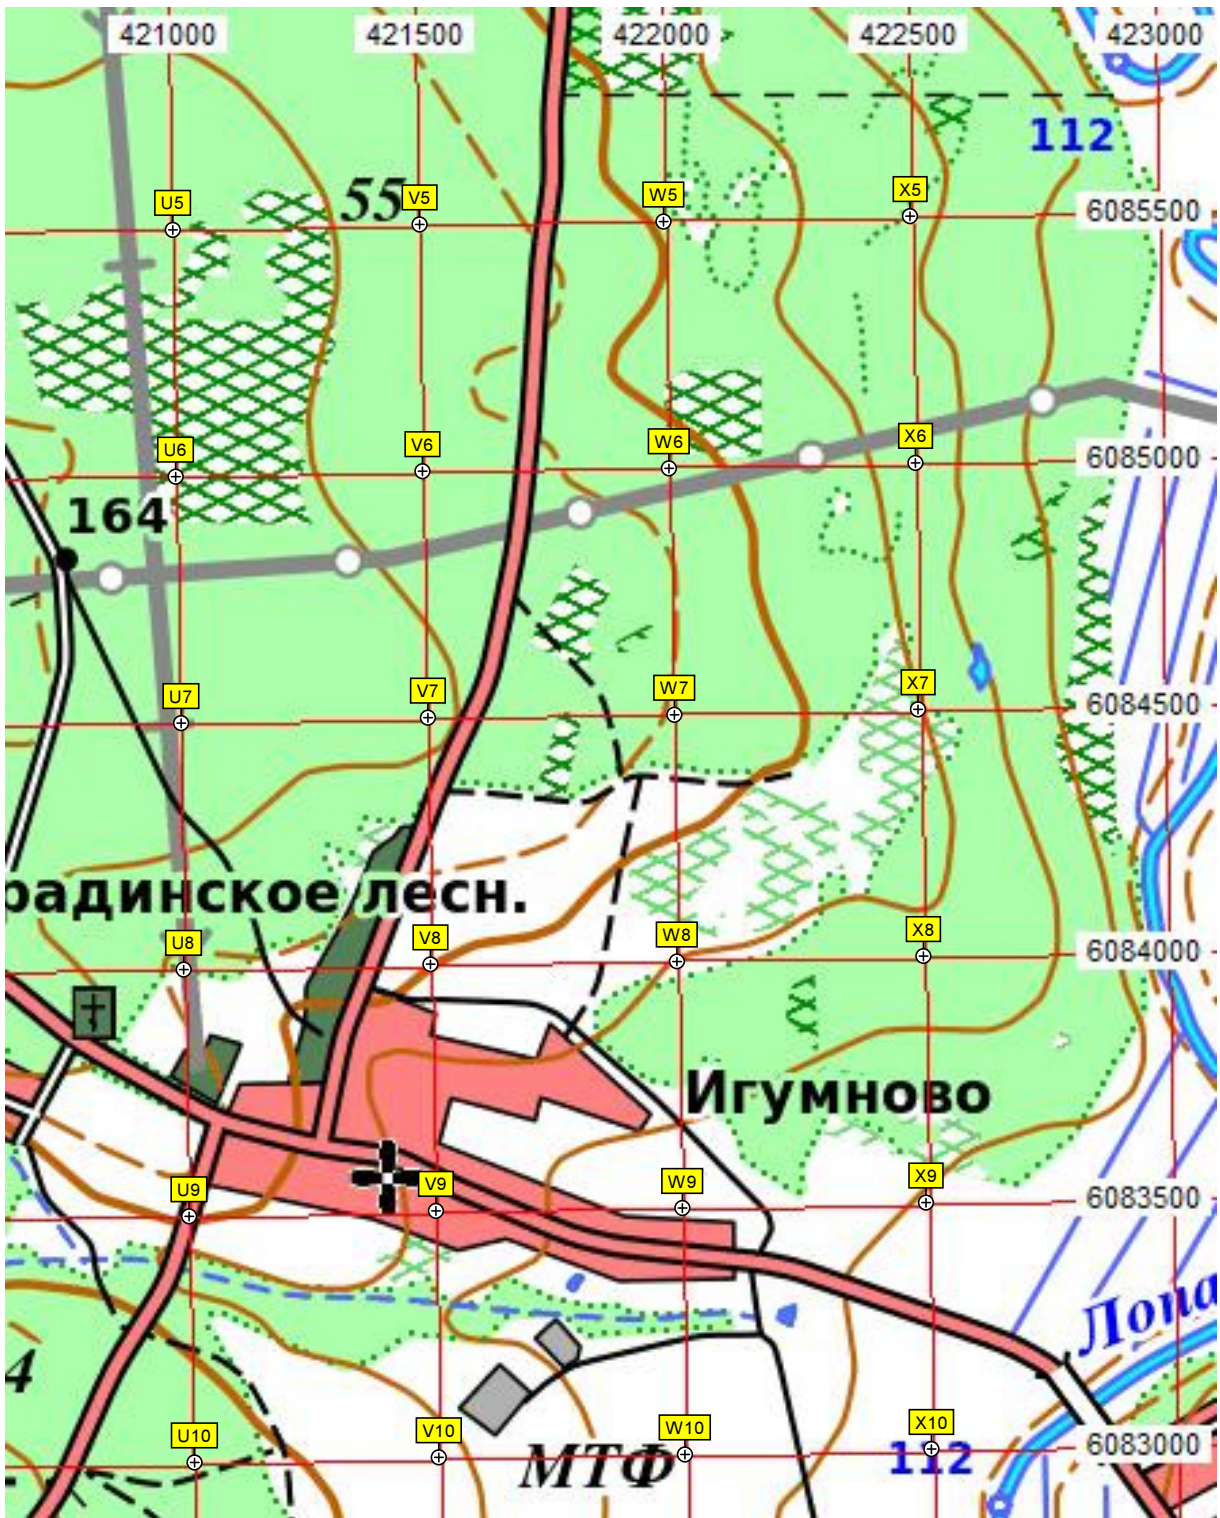 421000 421500 422000 422500 423000
112
U5 55 V5 W5 X5 6085500
U6 V6 W6 X6 6085000
164
U7 V7 W7 X7 6084500
радинское лесн.
U8 V8 W8 X8 6084000
Игумново
U9 V9 W9 X9 6083500
Лопа
4
U10 V10 W10 X10 6083000
МТФ 112